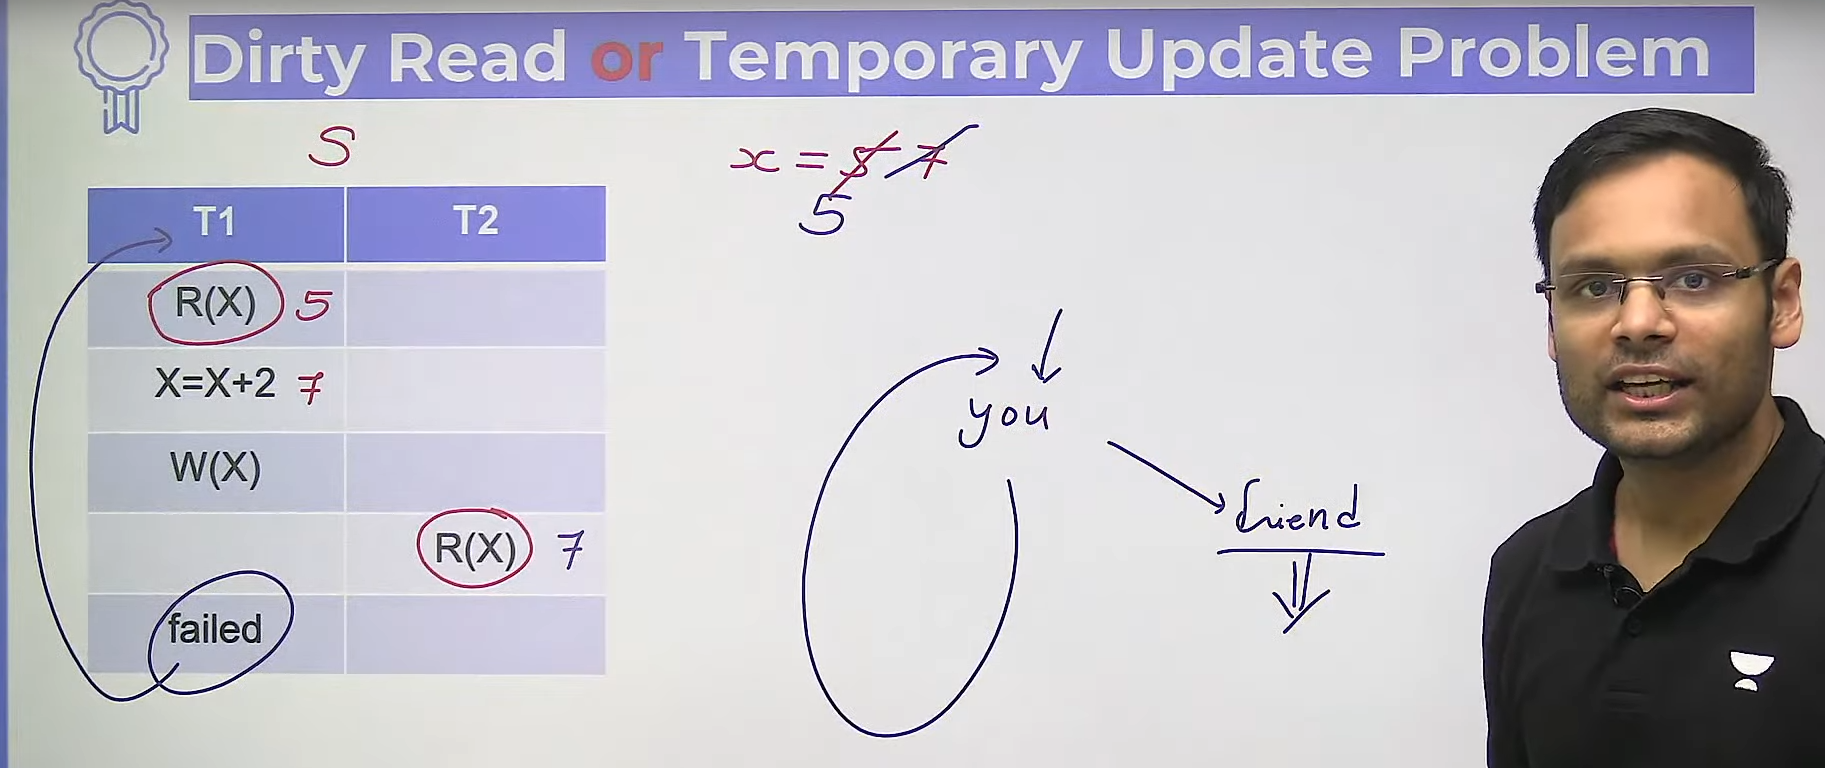 Dirty Read or Temporary Update Problem
S
x = 5 7
5
T1 T2
R(X) 5
X=X+2 7
W(X)
R(X) 7
failed
you
friend